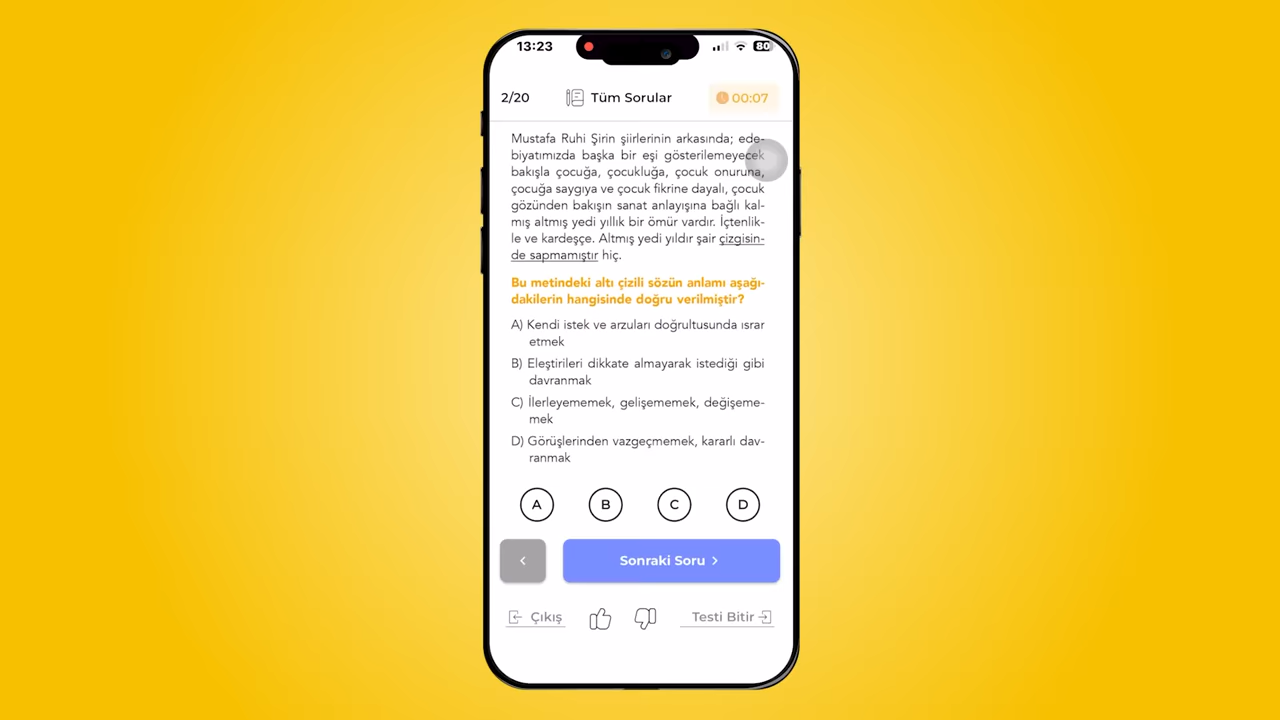 13:23
80
2/20
Tüm Sorular
00:07
Mustafa Ruhi Şirin şiirlerinin arkasında; ede-
biyatımızda başka bir eşi gösterilemeyecek
bakışla çocuğa, çocukluğa, çocuk onuruna,
çocuğa saygıya ve çocuk fikrine dayalı, çocuk
gözünden bakışın sanat anlayışına bağlı kal-
mış altmış yedi yıllık bir ömür vardır. İçtenlik-
le ve kardeşçe. Altmış yedi yıldır şair çizgisin-
de sapmamıştır hiç.
Bu metindeki altı çizili sözün anlamı aşağı-
dakilerin hangisinde doğru verilmiştir?
A) Kendi istek ve arzuları doğrultusunda ısrar
etmek
B) Eleştirileri dikkate almayarak istediği gibi
davranmak
C) İlerleyememek, gelişememek, değişeme-
mek
D) Görüşlerinden vazgeçmemek, kararlı dav-
ranmak
A B C D
< Sonraki Soru >
Çıkış
Testi Bitir